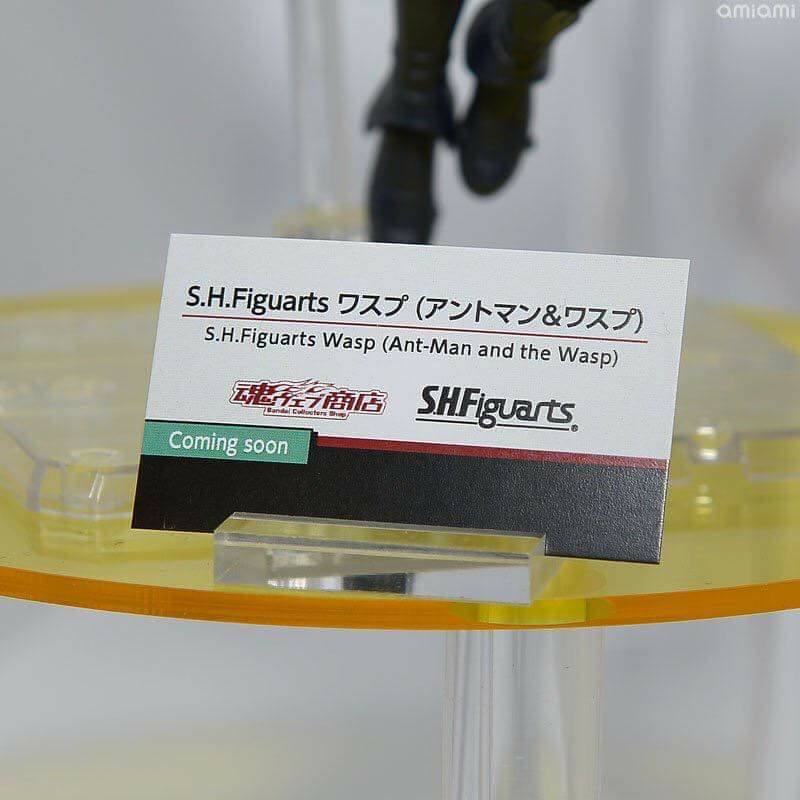 amiami
S.H.Figuarts ワスプ (アントマン&ワスプ)
S.H.Figuarts Wasp (Ant-Man and the Wasp)
魂ウェブ商店 S.H.Figuarts®
Bandai Collectors Shop
Coming soon